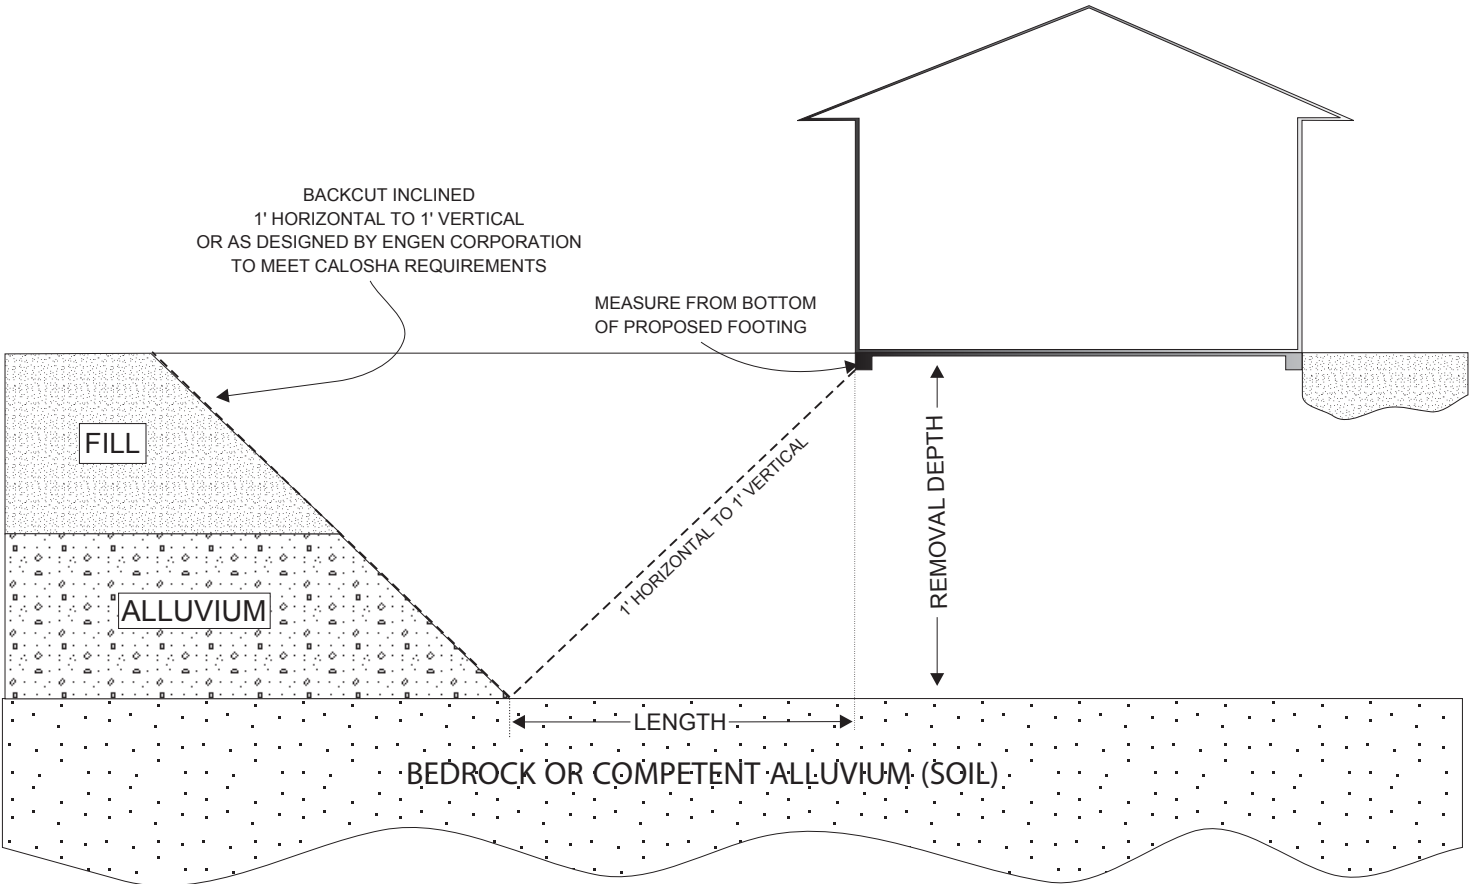 BACKCUT INCLINED
1' HORIZONTAL TO 1' VERTICAL
OR AS DESIGNED BY ENGEN CORPORATION
TO MEET CALOSHA REQUIREMENTS
MEASURE FROM BOTTOM
OF PROPOSED FOOTING
FILL
ALLUVIUM
1' HORIZONTAL TO 1' VERTICAL
REMOVAL DEPTH
LENGTH
BEDROCK OR COMPETENT ALLUVIUM (SOIL)